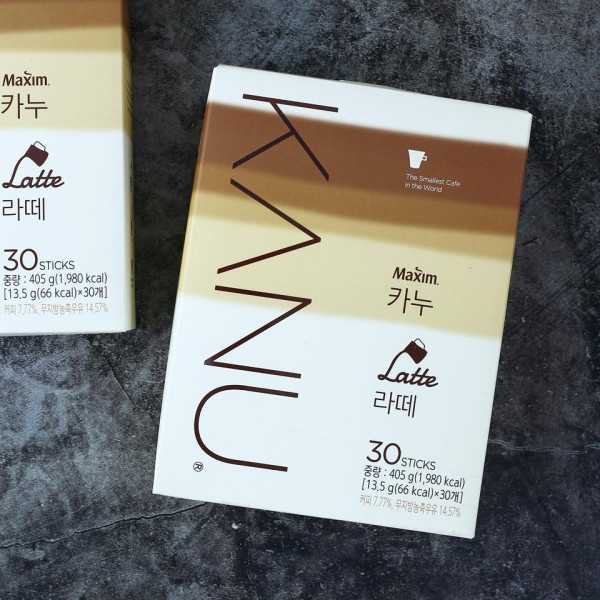 Maxim.
카누
Latte
라떼
30 STICKS
중량 : 405 g(1,980 kcal)
[13.5 g(66 kcal)×30개]
커피 7.77%, 무지방농축우유 14.57%
KANU®
The Smallest Cafe
in the World
Maxim.
카누
Latte
라떼
30 STICKS
중량 : 405 g(1,980 kcal)
[13.5 g(66 kcal)×30개]
커피 7.77%, 무지방농축우유 14.57%